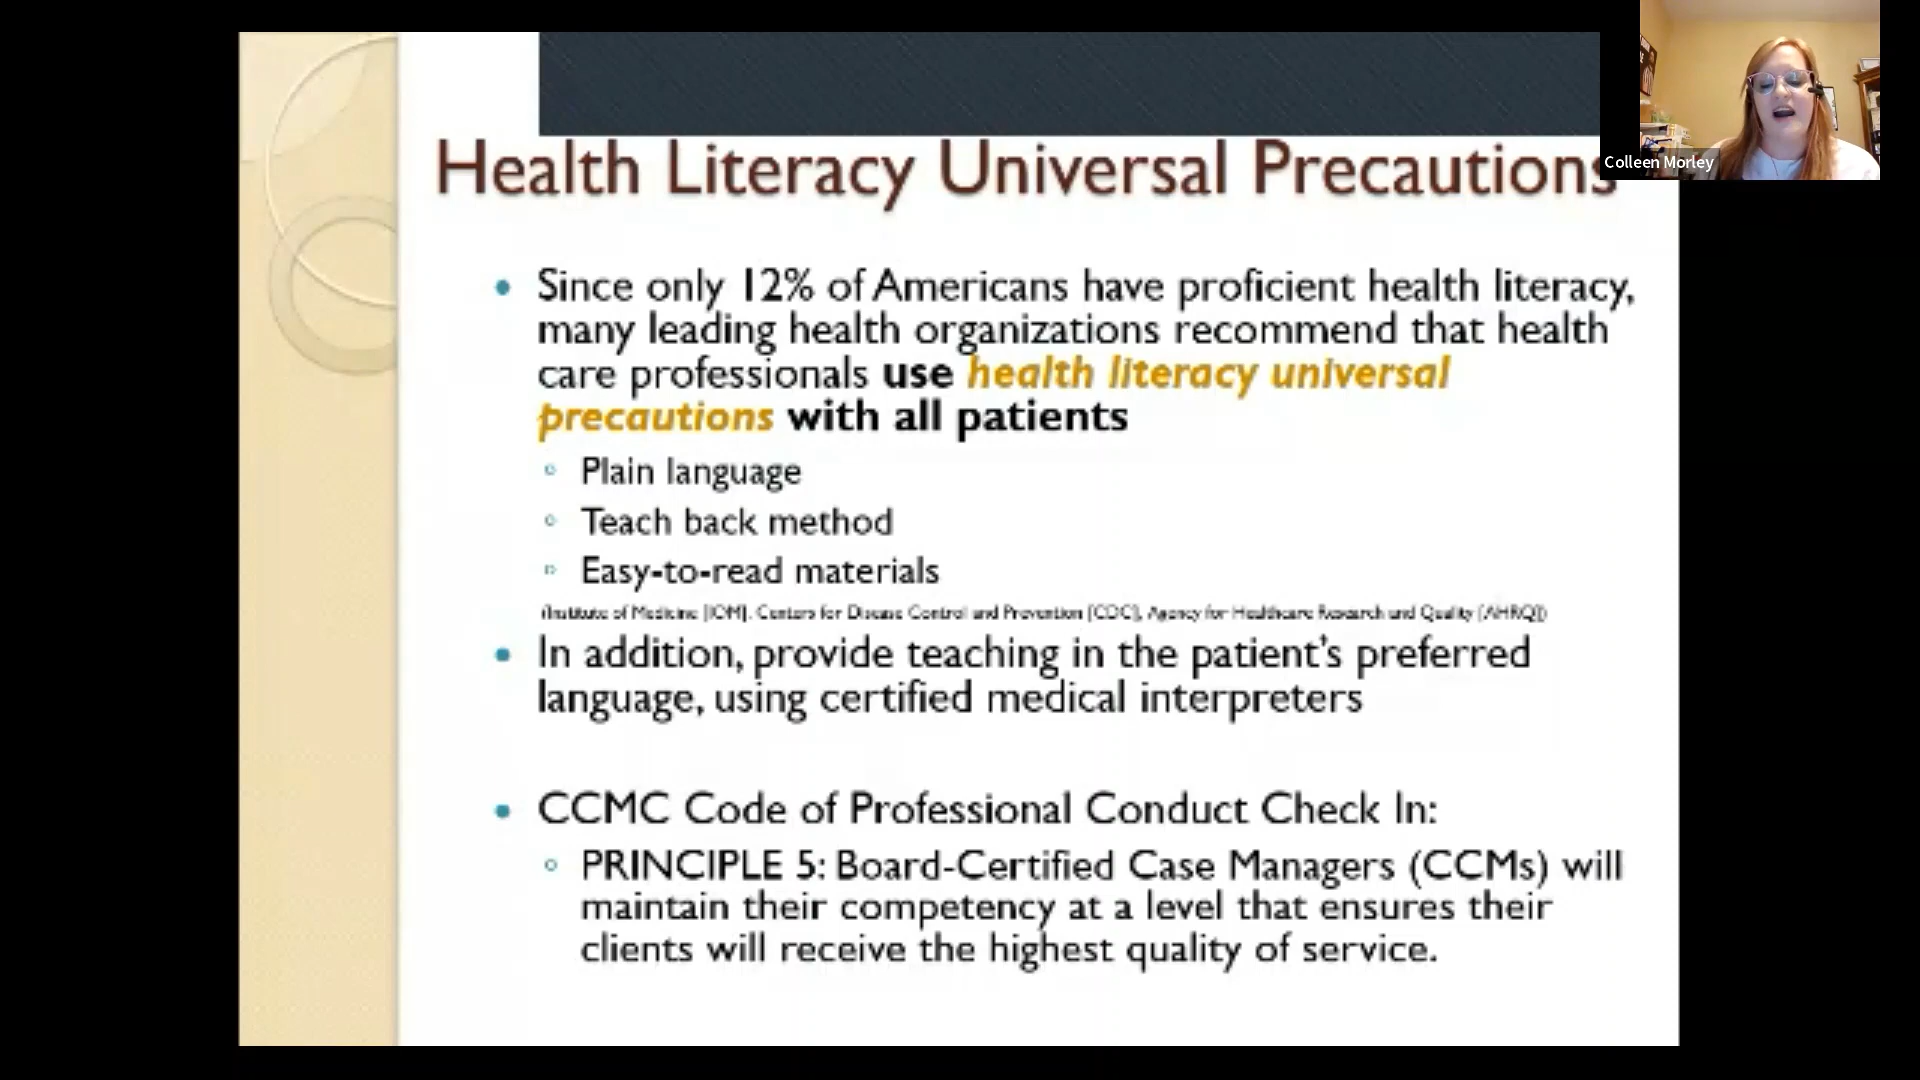 Health Literacy Universal Precautions
Colleen Morley
• Since only 12% of Americans have proficient health literacy,
many leading health organizations recommend that health
care professionals use health literacy universal
precautions with all patients
◦ Plain language
◦ Teach back method
◦ Easy-to-read materials
(Institute of Medicine [IOM], Centers for Disease Control and Prevention [CDC], Agency for Healthcare Research and Quality [AHRQ])
• In addition, provide teaching in the patient’s preferred
language, using certified medical interpreters
• CCMC Code of Professional Conduct Check In:
◦ PRINCIPLE 5: Board-Certified Case Managers (CCMs) will
maintain their competency at a level that ensures their
clients will receive the highest quality of service.